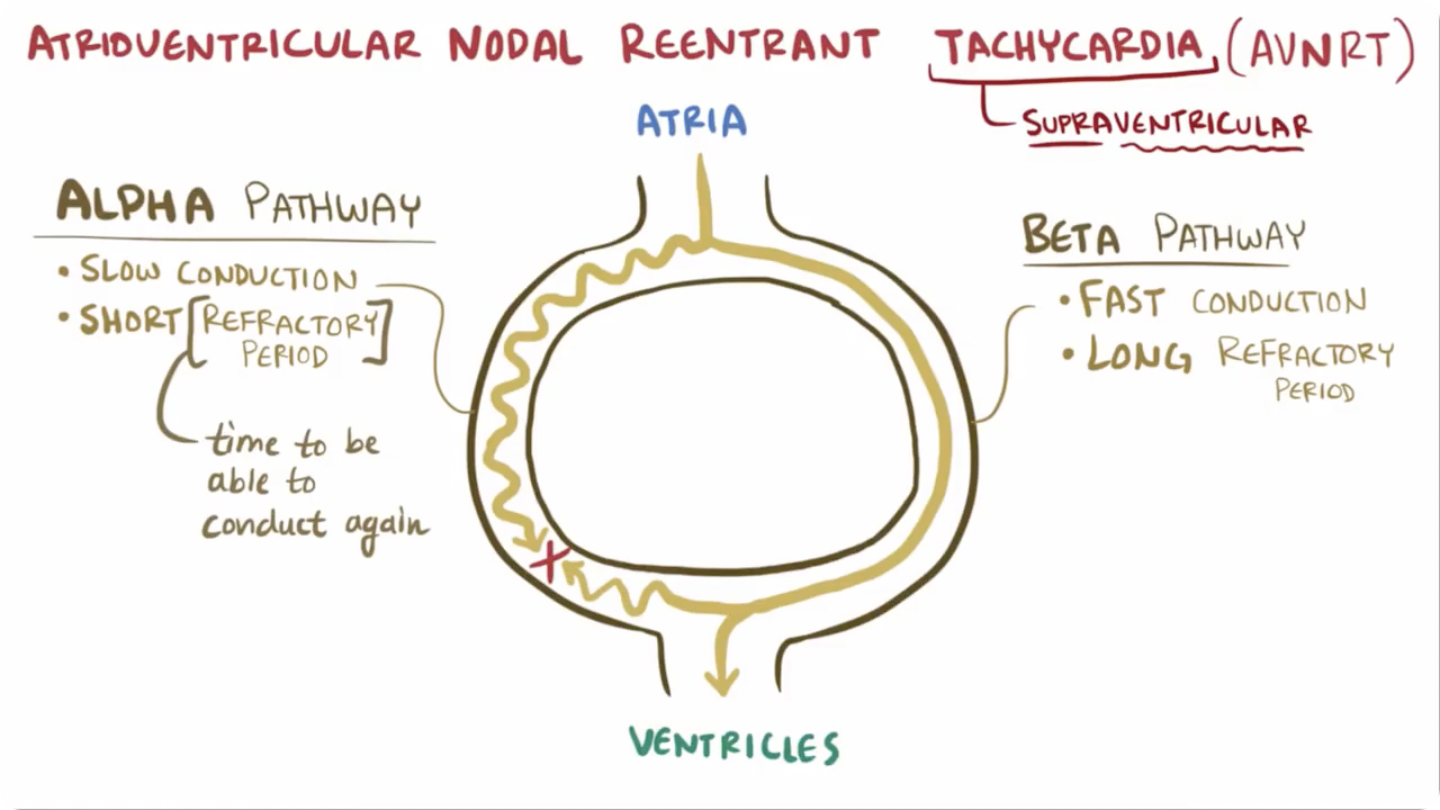 ATRIOVENTRICULAR NODAL REENTRANT TACHYCARDIA (AVNRT)
SUPRAVENTRICULAR
ATRIA
ALPHA PATHWAY
• SLOW CONDUCTION
• SHORT [REFRACTORY
PERIOD]
time to be
able to
conduct again
BETA PATHWAY
• FAST CONDUCTION
• LONG REFRACTORY
PERIOD
VENTRICLES